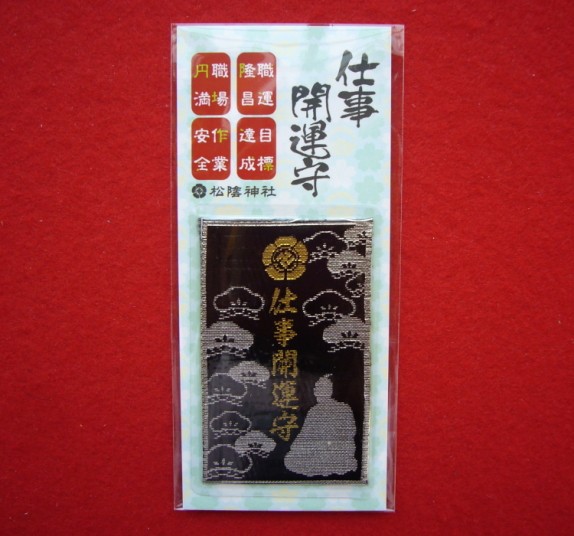 仕事
開運守
職運
隆昌
職場
円満
目標
達成
作業
安全
松陰神社
仕事開運守